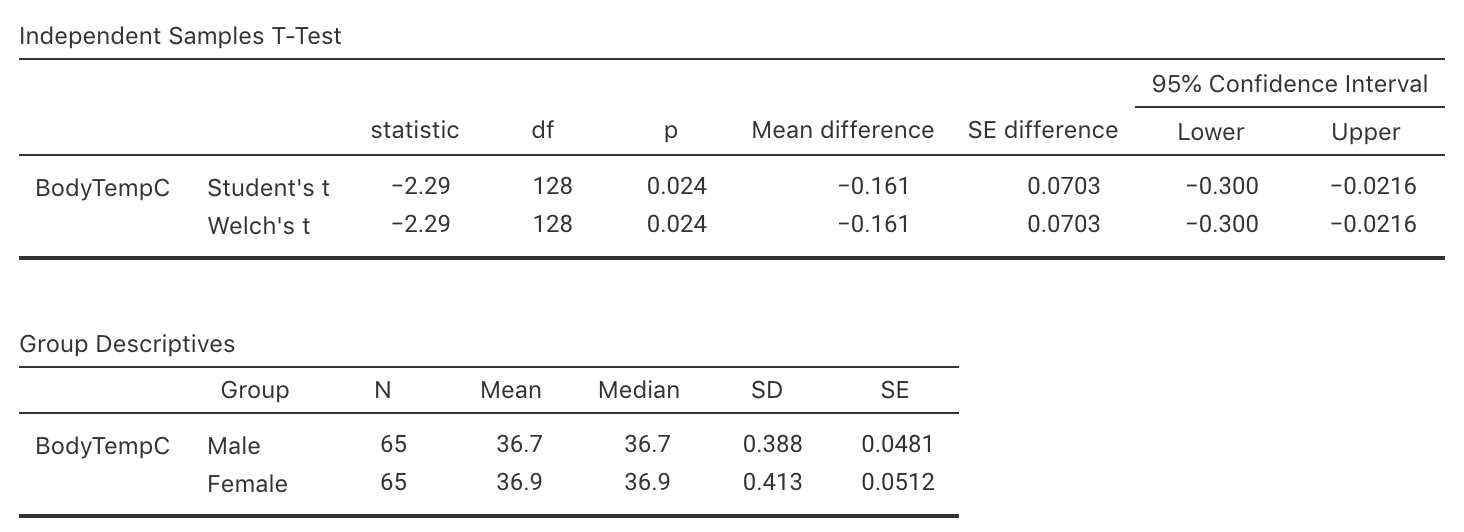 Independent Samples T-Test
95% Confidence Interval
statistic df p Mean difference SE difference Lower Upper
BodyTempC Student's t −2.29 128 0.024 −0.161 0.0703 −0.300 −0.0216
Welch's t −2.29 128 0.024 −0.161 0.0703 −0.300 −0.0216
Group Descriptives
Group N Mean Median SD SE
BodyTempC Male 65 36.7 36.7 0.388 0.0481
Female 65 36.9 36.9 0.413 0.0512